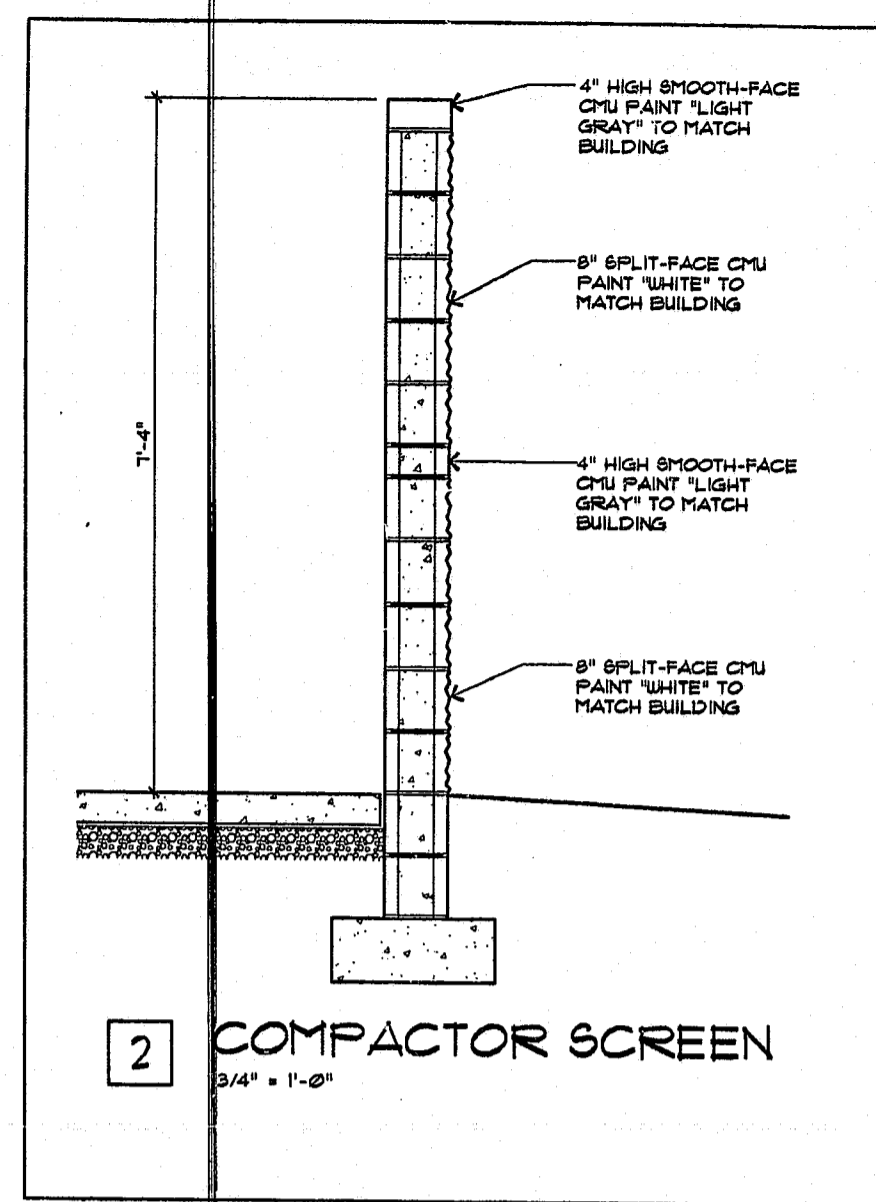 4" HIGH SMOOTH-FACE
CMU PAINT "LIGHT
GRAY" TO MATCH
BUILDING
8" SPLIT-FACE CMU
PAINT "WHITE" TO
MATCH BUILDING
7'-4"
4" HIGH SMOOTH-FACE
CMU PAINT "LIGHT
GRAY" TO MATCH
BUILDING
8" SPLIT-FACE CMU
PAINT "WHITE" TO
MATCH BUILDING
2 COMPACTOR SCREEN
3/4" = 1'-0"